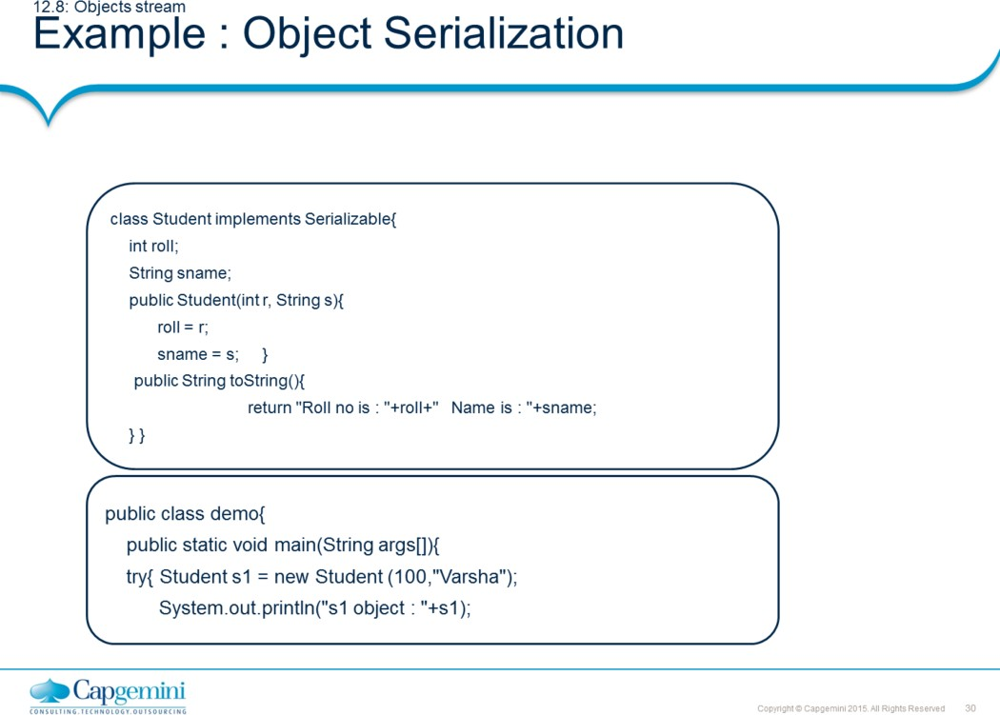 12.8: Objects stream
Example : Object Serialization
class Student implements Serializable{
int roll;
String sname;
public Student(int r, String s){
roll = r;
sname = s; }
public String toString(){
return "Roll no is : "+roll+" Name is : "+sname;
} }
public class demo{
public static void main(String args[]){
try{ Student s1 = new Student (100,"Varsha");
System.out.println("s1 object : "+s1);
Capgemini
CONSULTING.TECHNOLOGY.OUTSOURCING
Copyright © Capgemini 2015. All Rights Reserved 30